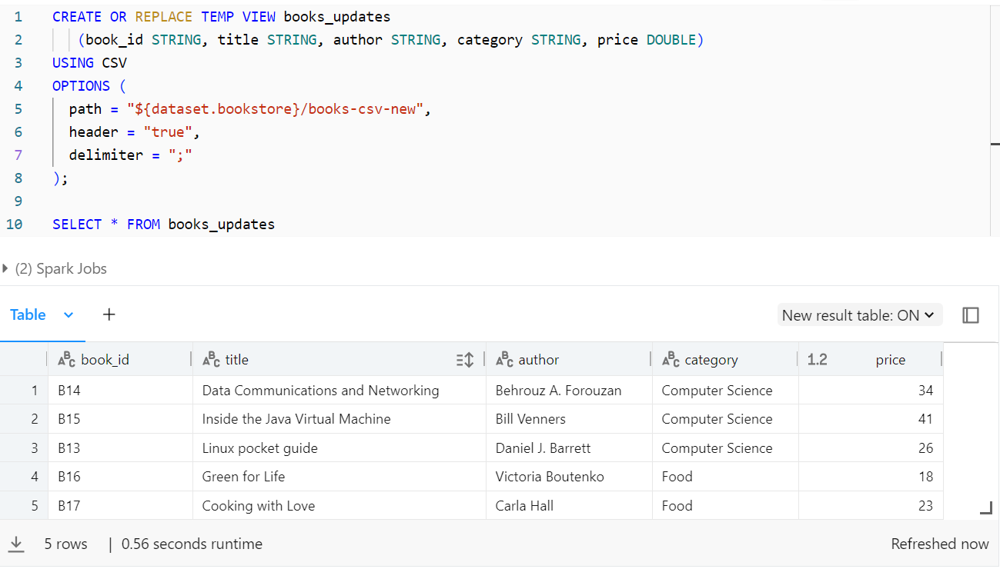 1 CREATE OR REPLACE TEMP VIEW books_updates
2 (book_id STRING, title STRING, author STRING, category STRING, price DOUBLE)
3 USING CSV
4 OPTIONS (
5 path = "${dataset.bookstore}/books-csv-new",
6 header = "true",
7 delimiter = ";"
8 );
9
10 SELECT * FROM books_updates
(2) Spark Jobs
Table + New result table: ON
ABC book_id ABC title ABC author ABC category 1.2 price
1 B14 Data Communications and Networking Behrouz A. Forouzan Computer Science 34
2 B15 Inside the Java Virtual Machine Bill Venners Computer Science 41
3 B13 Linux pocket guide Daniel J. Barrett Computer Science 26
4 B16 Green for Life Victoria Boutenko Food 18
5 B17 Cooking with Love Carla Hall Food 23
5 rows | 0.56 seconds runtime Refreshed now